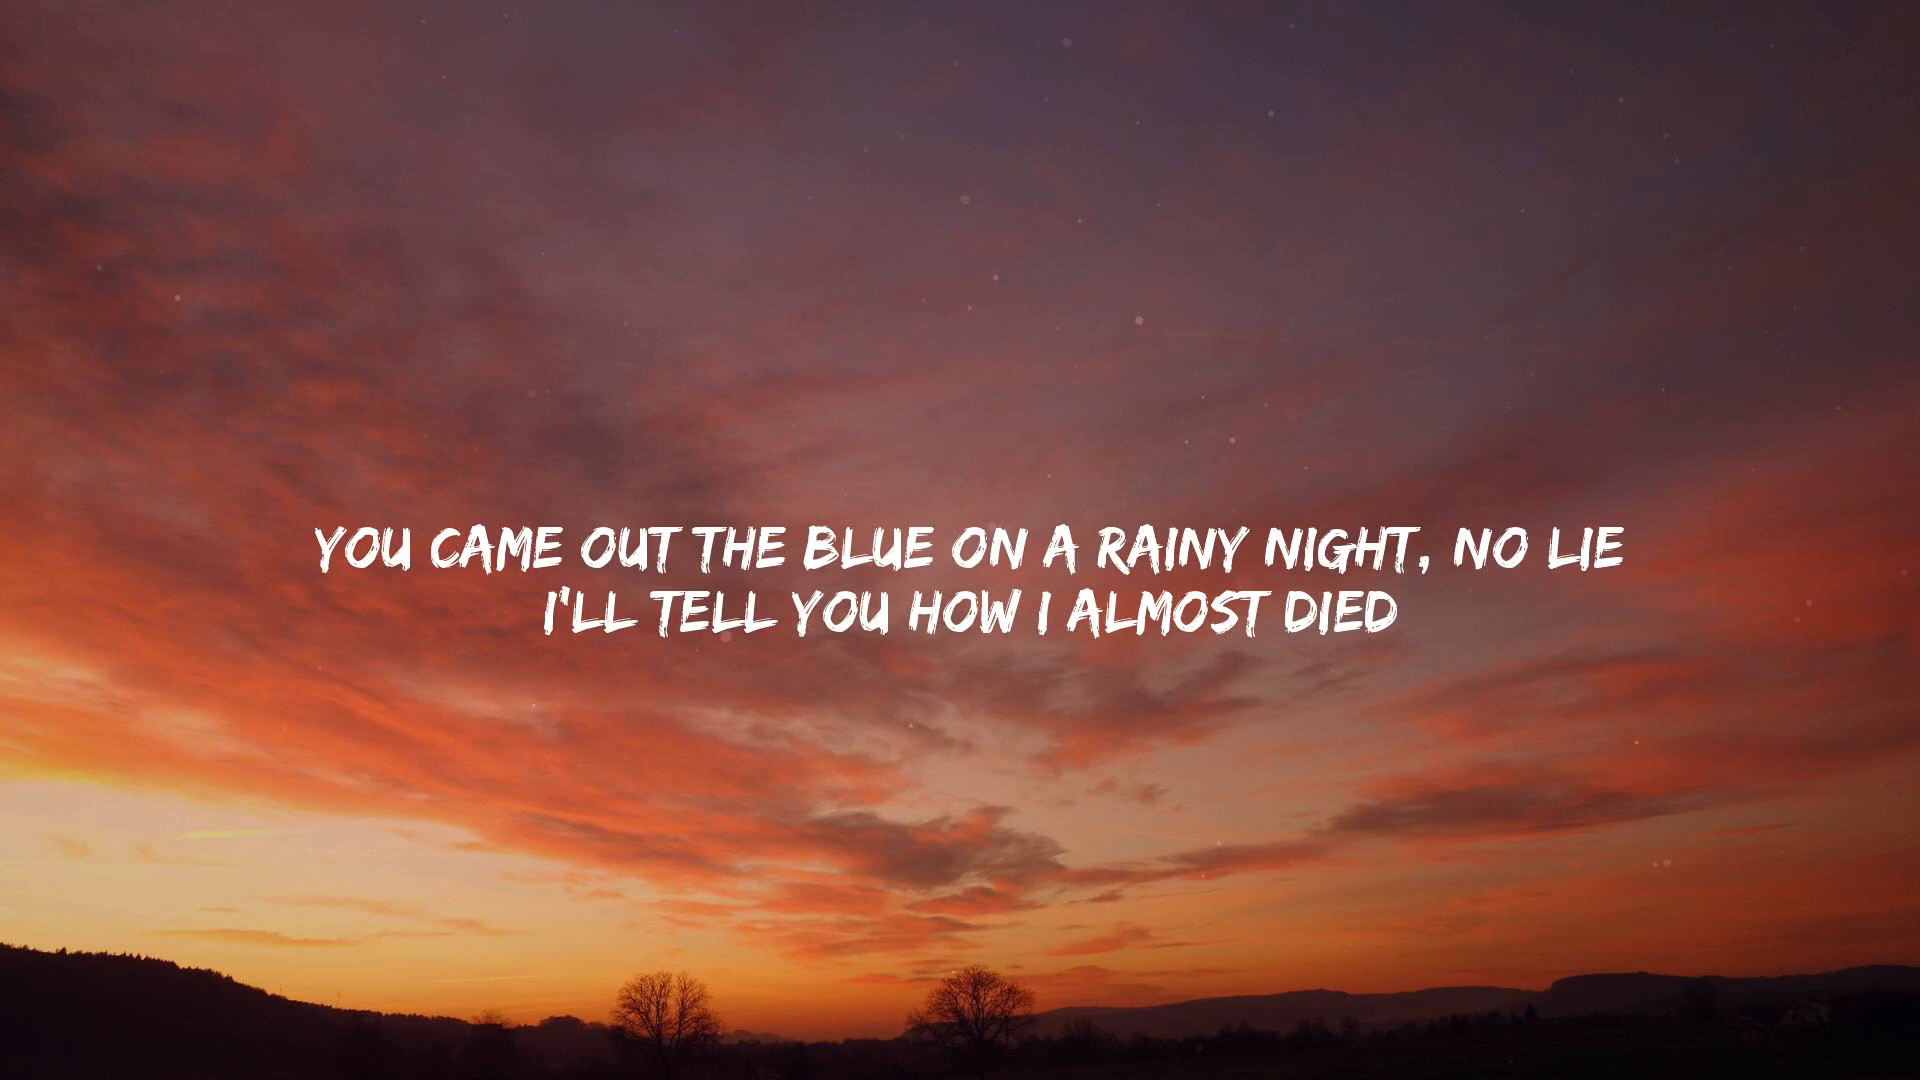 YOU CAME OUT THE BLUE ON A RAINY NIGHT, NO LIE
I'LL TELL YOU HOW I ALMOST DIED